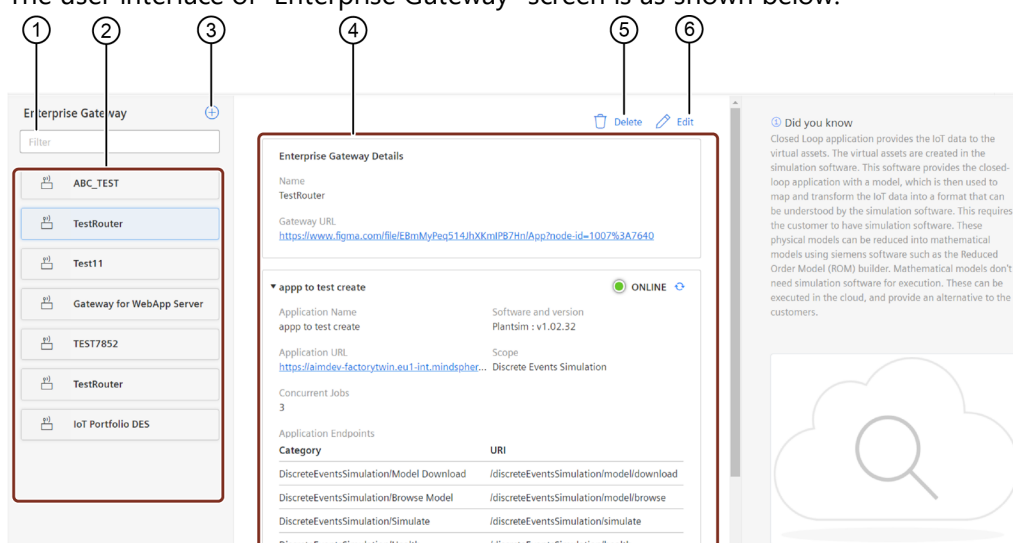 The user interface of "Enterprise Gateway" screen is as shown below:
1 2 3 4 5 6
Enterprise Gateway
Filter
ABC_TEST
TestRouter
Test11
Gateway for WebApp Server
TEST7852
TestRouter
IoT Portfolio DES
Delete Edit
Enterprise Gateway Details
Name
TestRouter
Gateway URL
https://www.figma.com/file/EBmMyPeq514JhXKmIPB7Hn/App?node-id=1007%3A7640
appp to test create ONLINE
Application Name Software and version
appp to test create Plantsim : v1.02.32
Application URL Scope
https://aimdev-factorytwin.eu1-int.mindspher... Discrete Events Simulation
Concurrent Jobs
3
Application Endpoints
Category URI
DiscreteEventsSimulation/Model Download /discreteEventsSimulation/model/download
DiscreteEventsSimulation/Browse Model /discreteEventsSimulation/model/browse
DiscreteEventsSimulation/Simulate /discreteEventsSimulation/simulate
Did you know
Closed Loop application provides the IoT data to the
virtual assets. The virtual assets are created in the
simulation software. This software provides the closed-
loop application with a model, which is then used to
map and transform the IoT data into a format that can
be understood by the simulation software. This requires
the customer to have simulation software. These
physical models can be reduced into mathematical
models using siemens software such as the Reduced
Order Model (ROM) builder. Mathematical models don't
need simulation software for execution. These can be
executed in the cloud, and provide an alternative to the
customers.